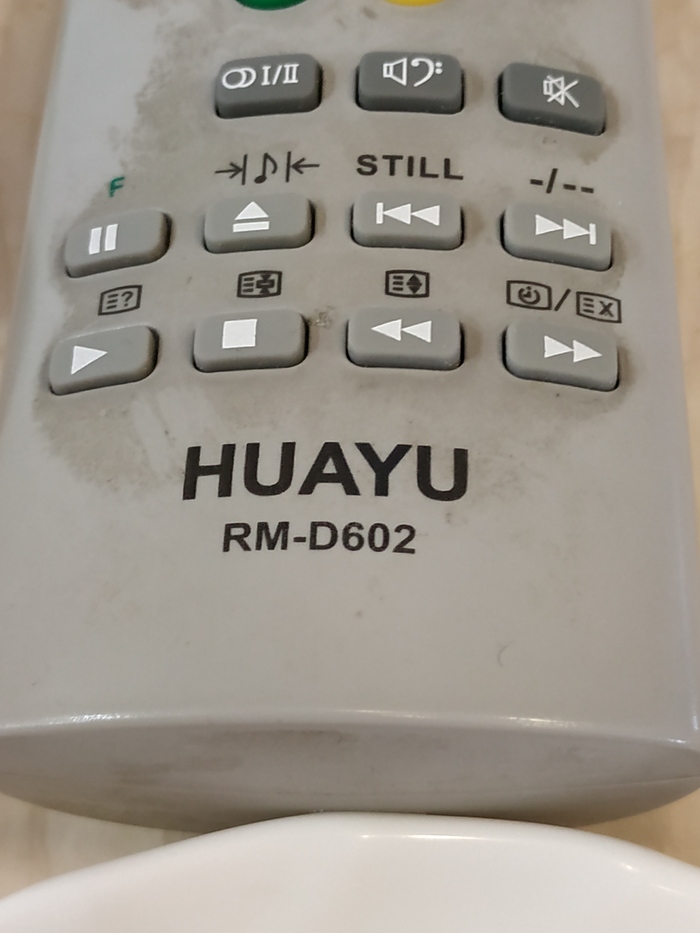 I/II
F
STILL
-/--
?
/
X
HUAYU
RM-D602